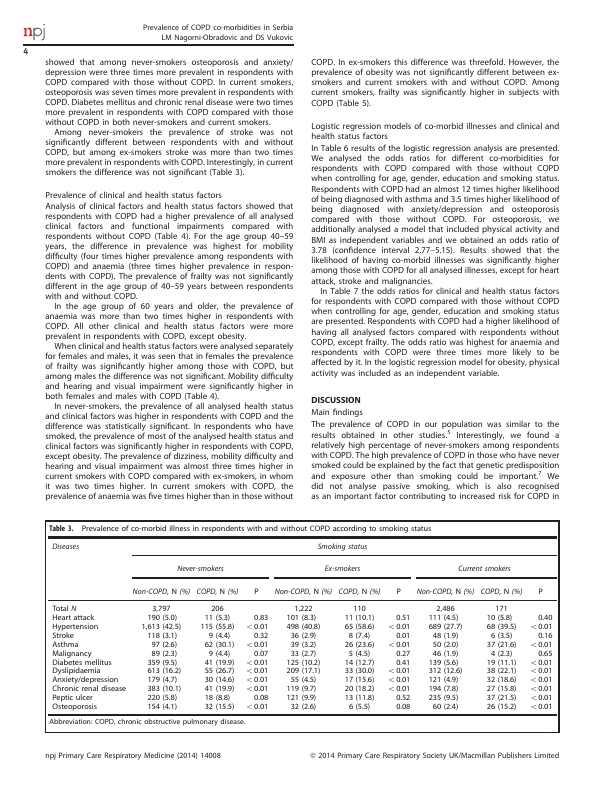 npj
Prevalence of COPD co-morbidities in Serbia
LM Nagorni-Obradovic and DS Vukovic
4
showed that among never-smokers osteoporosis and anxiety/
depression were three times more prevalent in respondents with
COPD compared with those without COPD. In current smokers,
osteoporosis was seven times more prevalent in respondents with
COPD. Diabetes mellitus and chronic renal disease were two times
more prevalent in respondents with COPD compared with those
without COPD in both never-smokers and current smokers.
Among never-smokers the prevalence of stroke was not
significantly different between respondents with and without
COPD, but among ex-smokers stroke was more than two times
more prevalent in respondents with COPD. Interestingly, in current
smokers the difference was not significant (Table 3).
Prevalence of clinical and health status factors
Analysis of clinical factors and health status factors showed that
respondents with COPD had a higher prevalence of all analysed
clinical factors and functional impairments compared with
respondents without COPD (Table 4). For the age group 40–59
years, the difference in prevalence was highest for mobility
difficulty (four times higher prevalence among respondents with
COPD) and anaemia (three times higher prevalence in respon-
dents with COPD). The prevalence of frailty was not significantly
different in the age group of 40–59 years between respondents
with and without COPD.
In the age group of 60 years and older, the prevalence of
anaemia was more than two times higher in respondents with
COPD. All other clinical and health status factors were more
prevalent in respondents with COPD, except obesity.
When clinical and health status factors were analysed separately
for females and males, it was seen that in females the prevalence
of frailty was significantly higher among those with COPD, but
among males the difference was not significant. Mobility difficulty
and hearing and visual impairment were significantly higher in
both females and males with COPD (Table 4).
In never-smokers, the prevalence of all analysed health status
and clinical factors was higher in respondents with COPD and the
difference was statistically significant. In respondents who have
smoked, the prevalence of most of the analysed health status and
clinical factors was significantly higher in respondents with COPD,
except obesity. The prevalence of dizziness, mobility difficulty and
hearing and visual impairment was almost three times higher in
current smokers with COPD compared with ex-smokers, in whom
it was two times higher. In current smokers with COPD, the
prevalence of anaemia was five times higher than in those without
COPD. In ex-smokers this difference was threefold. However, the
prevalence of obesity was not significantly different between ex-
smokers and current smokers with and without COPD. Among
current smokers, frailty was significantly higher in subjects with
COPD (Table 5).
Logistic regression models of co-morbid illnesses and clinical and
health status factors
In Table 6 results of the logistic regression analysis are presented.
We analysed the odds ratios for different co-morbidities for
respondents with COPD compared with those without COPD
when controlling for age, gender, education and smoking status.
Respondents with COPD had an almost 12 times higher likelihood
of being diagnosed with asthma and 3.5 times higher likelihood of
being diagnosed with anxiety/depression and osteoporosis
compared with those without COPD. For osteoporosis, we
additionally analysed a model that included physical activity and
BMI as independent variables and we obtained an odds ratio of
3.78 (confidence interval 2.77–5.15). Results showed that the
likelihood of having co-morbid illnesses was significantly higher
among those with COPD for all analysed illnesses, except for heart
attack, stroke and malignancies.
In Table 7 the odds ratios for clinical and health status factors
for respondents with COPD compared with those without COPD
when controlling for age, gender, education and smoking status
are presented. Respondents with COPD had a higher likelihood of
having all analysed factors compared with respondents without
COPD, except frailty. The odds ratio was highest for anaemia and
respondents with COPD were three times more likely to be
affected by it. In the logistic regression model for obesity, physical
activity was included as an independent variable.
DISCUSSION
Main findings
The prevalence of COPD in our population was similar to the
results obtained in other studies.5 Interestingly, we found a
relatively high percentage of never-smokers among respondents
with COPD. The high prevalence of COPD in those who have never
smoked could be explained by the fact that genetic predisposition
and exposure other than smoking could be important.7 We
did not analyse passive smoking, which is also recognised
as an important factor contributing to increased risk for COPD in
Table 3. Prevalence of co-morbid illness in respondents with and without COPD according to smoking status
Diseases Smoking status
Never-smokers Ex-smokers Current smokers
Non-COPD, N (%) COPD, N (%) P Non-COPD, N (%) COPD, N (%) P Non-COPD, N (%) COPD, N (%) P
Total N 3,797 206 1,222 110 2,486 171
Heart attack 190 (5.0) 11 (5.3) 0.83 101 (8.3) 11 (10.1) 0.51 111 (4.5) 10 (5.8) 0.40
Hypertension 1,613 (42.5) 115 (55.8) <0.01 498 (40.8) 65 (58.6) <0.01 689 (27.7) 68 (39.5) <0.01
Stroke 118 (3.1) 9 (4.4) 0.32 36 (2.9) 8 (7.4) 0.01 48 (1.9) 6 (3.5) 0.16
Asthma 97 (2.6) 62 (30.1) <0.01 39 (3.2) 26 (23.6) <0.01 50 (2.0) 37 (21.6) <0.01
Malignancy 89 (2.3) 9 (4.4) 0.07 33 (2.7) 5 (4.5) 0.27 46 (1.9) 4 (2.3) 0.65
Diabetes mellitus 359 (9.5) 41 (19.9) <0.01 125 (10.2) 14 (12.7) 0.41 139 (5.6) 19 (11.1) <0.01
Dyslipidaemia 613 (16.2) 55 (26.7) <0.01 209 (17.1) 33 (30.0) <0.01 312 (12.6) 38 (22.1) <0.01
Anxiety/depression 179 (4.7) 30 (14.6) <0.01 55 (4.5) 17 (15.6) <0.01 121 (4.9) 32 (18.6) <0.01
Chronic renal disease 383 (10.1) 41 (19.9) <0.01 119 (9.7) 20 (18.2) <0.01 194 (7.8) 27 (15.8) <0.01
Peptic ulcer 220 (5.8) 18 (8.8) 0.08 121 (9.9) 13 (11.8) 0.52 235 (9.5) 37 (21.5) <0.01
Osteoporosis 154 (4.1) 32 (15.5) <0.01 32 (2.6) 6 (5.5) 0.08 60 (2.4) 26 (15.2) <0.01
Abbreviation: COPD, chronic obstructive pulmonary disease.
npj Primary Care Respiratory Medicine (2014) 14008
© 2014 Primary Care Respiratory Society UK/Macmillan Publishers Limited